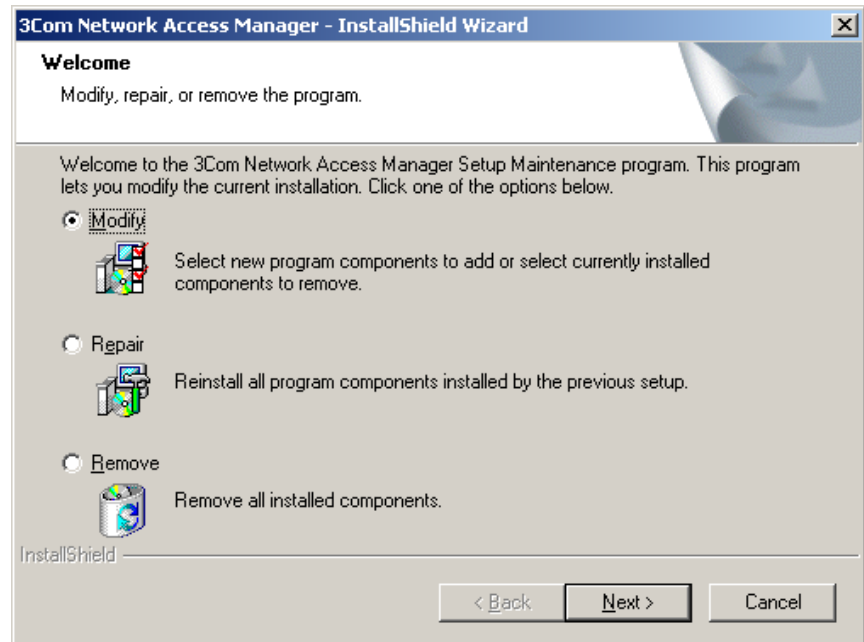 3Com Network Access Manager - InstallShield Wizard
Welcome
Modify, repair, or remove the program.
Welcome to the 3Com Network Access Manager Setup Maintenance program. This program
lets you modify the current installation. Click one of the options below.
Modify
Select new program components to add or select currently installed
components to remove.
Repair
Reinstall all program components installed by the previous setup.
Remove
Remove all installed components.
InstallShield
< Back
Next >
Cancel